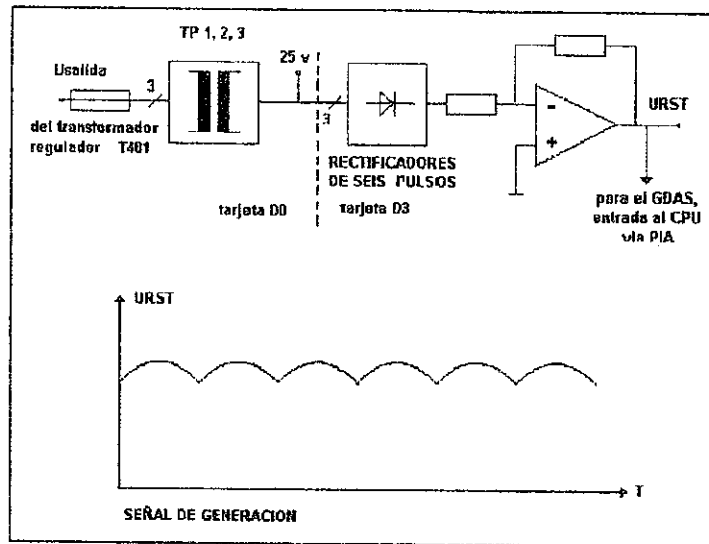 TP 1, 2, 3
25 v
Usalida
3
del transformador
regulador T401
3
RECTIFICADORES
DE SEIS PULSOS
tarjeta D0
tarjeta D3
-
+
URST
para el GDAS,
entrada al CPU
via PIA
URST
T
SEÑAL DE GENERACION